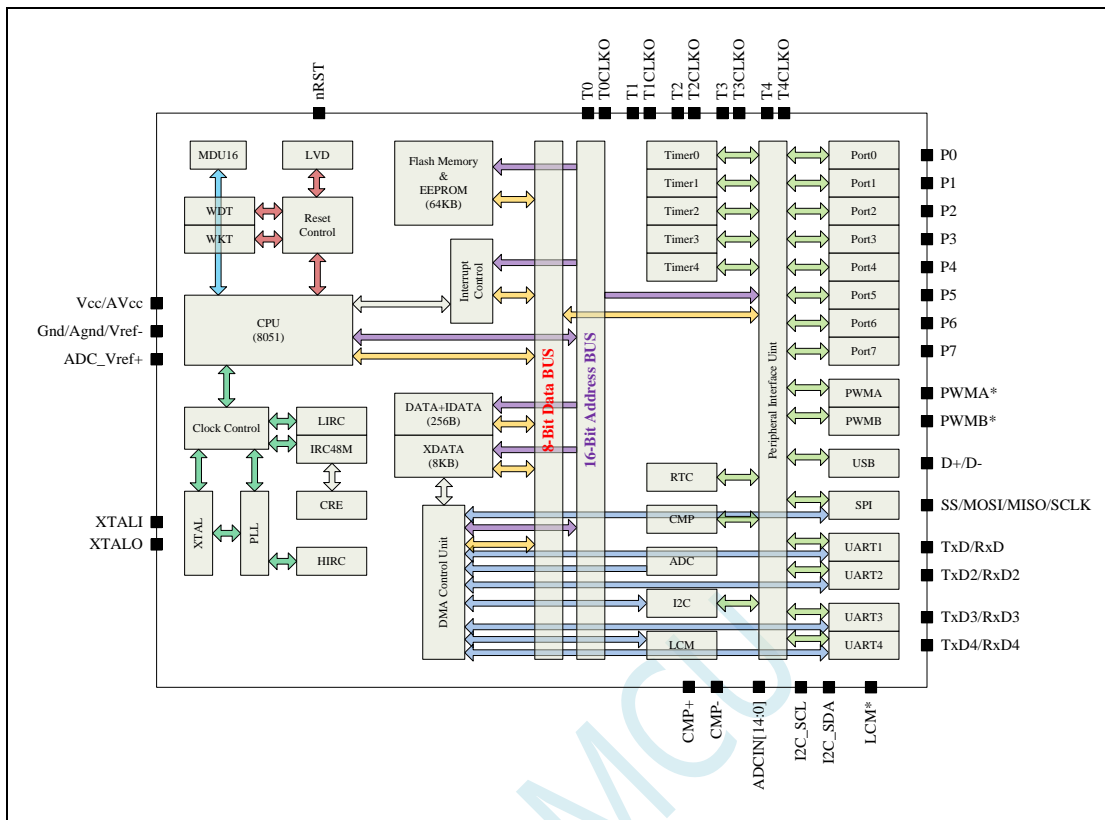 nRST
T0
T0CLKO
T1
T1CLKO
T2
T2CLKO
T3
T3CLKO
T4
T4CLKO
MDU16
LVD
WDT
WKT
Reset
Control
Flash Memory
&
EEPROM
(64KB)
Interrupt
Control
CPU
(8051)
Vcc/AVcc
Gnd/Agnd/Vref-
ADC_Vref+
Clock Control
LIRC
IRC48M
CRE
XTAL
PLL
HIRC
XTALI
XTALO
DATA+IDATA
(256B)
XDATA
(8KB)
DMA Control Unit
8-Bit Data BUS
16-Bit Address BUS
Timer0
Timer1
Timer2
Timer3
Timer4
RTC
CMP
ADC
I2C
LCM
Peripheral Interface Uint
Port0
Port1
Port2
Port3
Port4
Port5
Port6
Port7
PWMA
PWMB
USB
SPI
UART1
UART2
UART3
UART4
P0
P1
P2
P3
P4
P5
P6
P7
PWMA*
PWMB*
D+/D-
SS/MOSI/MISO/SCLK
TxD/RxD
TxD2/RxD2
TxD3/RxD3
TxD4/RxD4
CMP+
CMP-
ADCIN[14:0]
I2C_SCL
I2C_SDA
LCM*
MCU